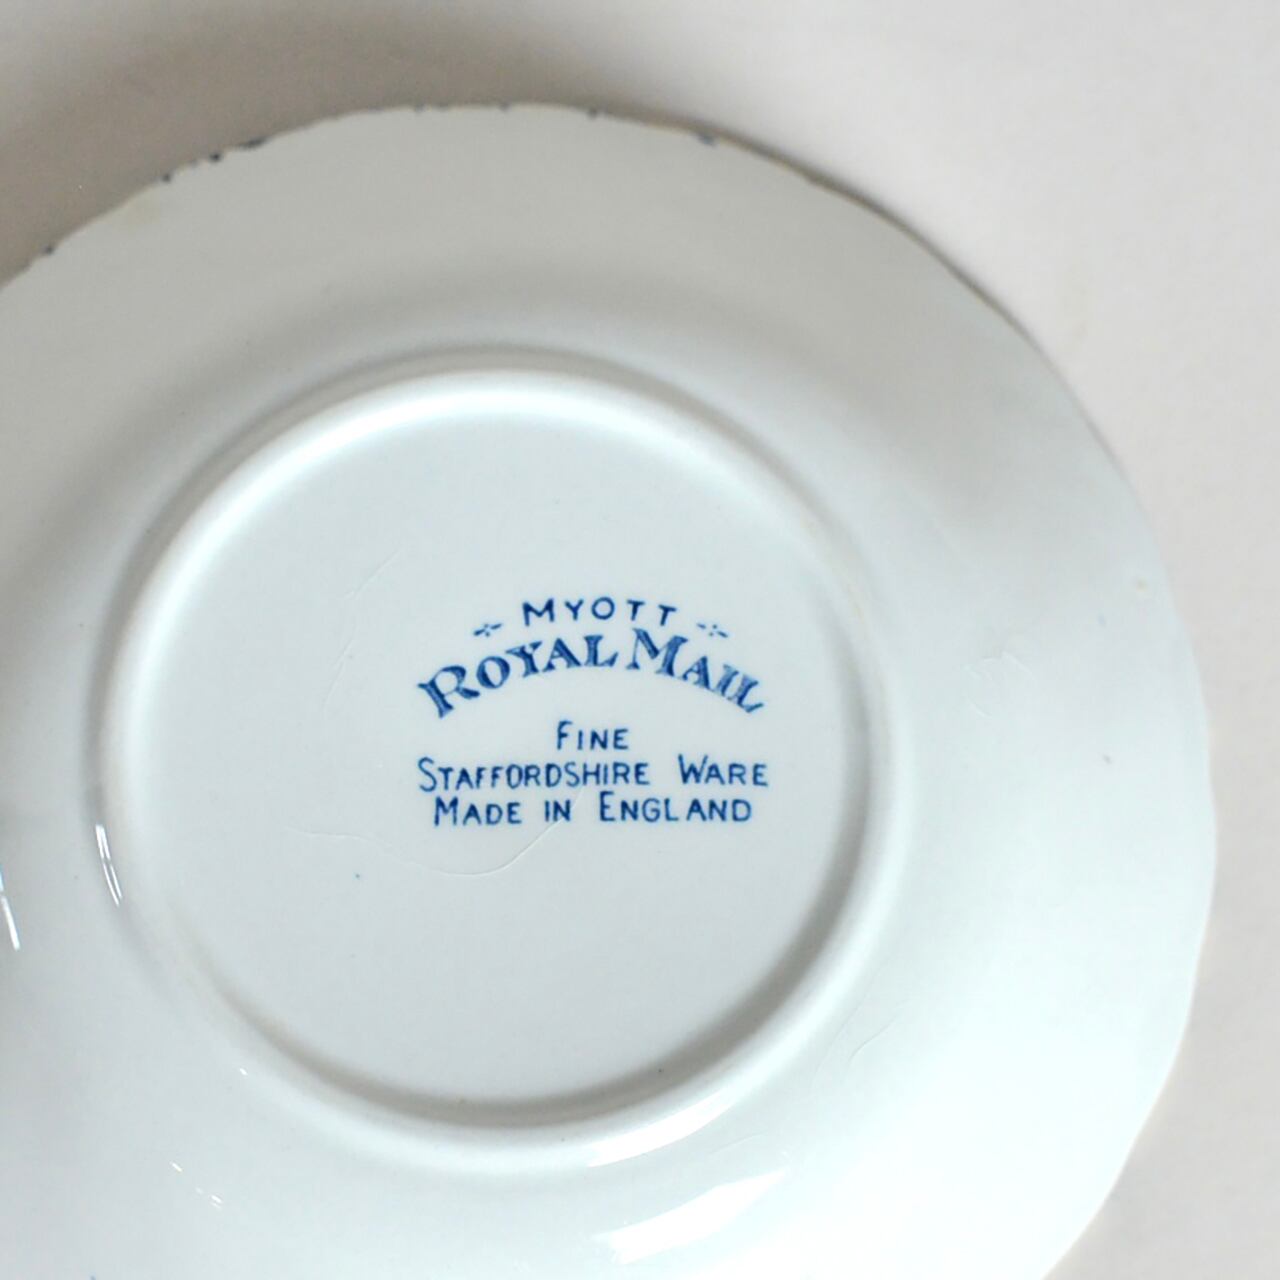 MYOTT
ROYAL MAIL
FINE
STAFFORDSHIRE WARE
MADE IN ENGLAND